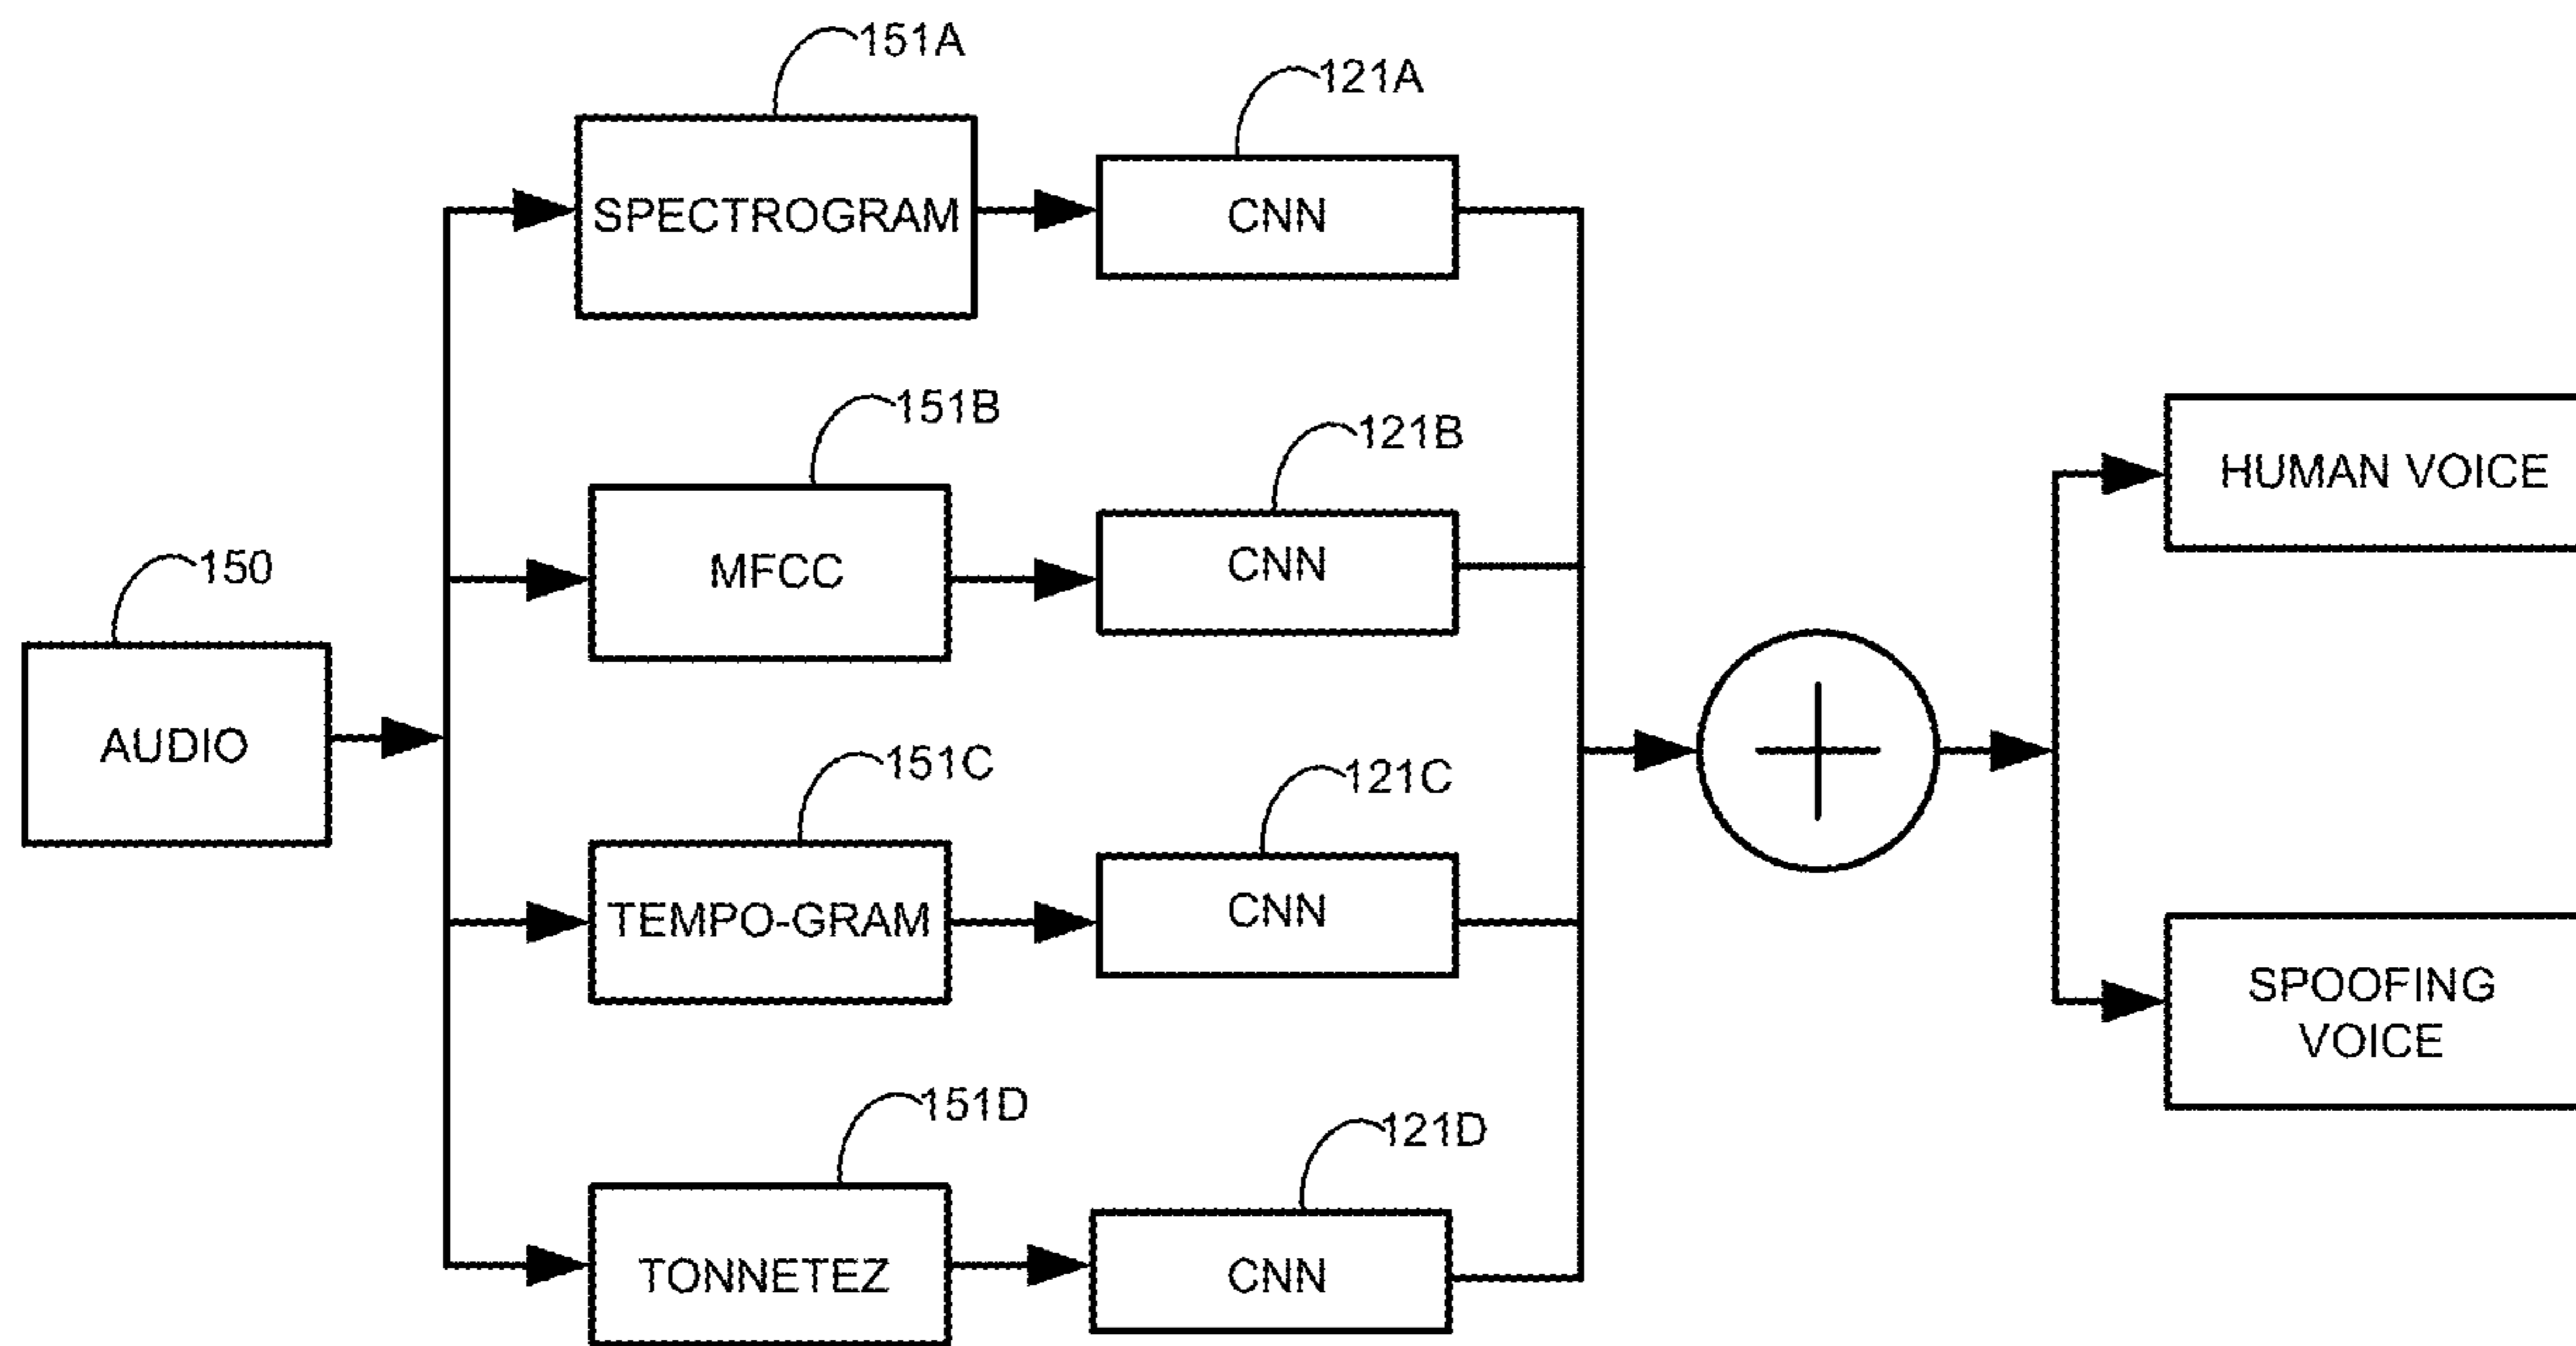 151A
121A
SPECTROGRAM
CNN
151B
121B
MFCC
CNN
HUMAN VOICE
150
AUDIO
151C
121C
TEMPO-GRAM
CNN
SPOOFING
VOICE
151D
121D
TONNETEZ
CNN